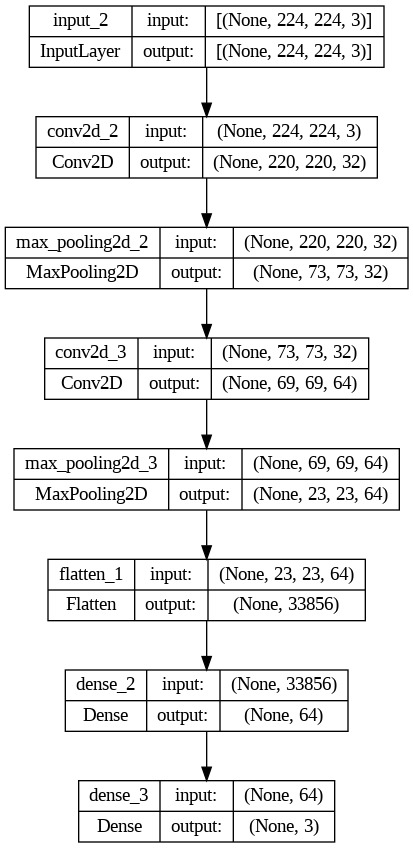 input_2 input: [(None, 224, 224, 3)]
InputLayer output: [(None, 224, 224, 3)]
conv2d_2 input: (None, 224, 224, 3)
Conv2D output: (None, 220, 220, 32)
max_pooling2d_2 input: (None, 220, 220, 32)
MaxPooling2D output: (None, 73, 73, 32)
conv2d_3 input: (None, 73, 73, 32)
Conv2D output: (None, 69, 69, 64)
max_pooling2d_3 input: (None, 69, 69, 64)
MaxPooling2D output: (None, 23, 23, 64)
flatten_1 input: (None, 23, 23, 64)
Flatten output: (None, 33856)
dense_2 input: (None, 33856)
Dense output: (None, 64)
dense_3 input: (None, 64)
Dense output: (None, 3)